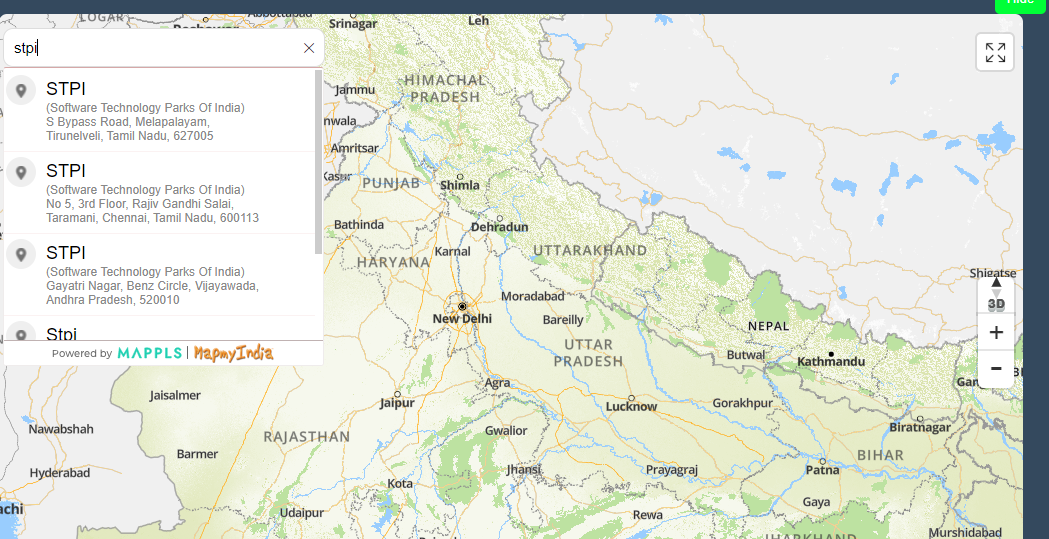 Hide
LOGAR
Srinagar
Leh
stpi
STPI
(Software Technology Parks Of India)
S Bypass Road, Melapalayam,
Tirunelveli, Tamil Nadu, 627005
STPI
(Software Technology Parks Of India)
No 5, 3rd Floor, Rajiv Gandhi Salai,
Taramani, Chennai, Tamil Nadu, 600113
STPI
(Software Technology Parks Of India)
Gayatri Nagar, Benz Circle, Vijayawada,
Andhra Pradesh, 520010
Stpi
Powered by MAPPLS | MapmyIndia
HIMACHAL
PRADESH
Jammu
nwala
Amritsar
Kasur
PUNJAB
Shimla
Bathinda
Dehradun
Karnal
UTTARAKHAND
HARYANA
Shigatse
Moradabad
3D
New Delhi
Bareilly
NEPAL
+
UTTAR
PRADESH
Butwal
Kathmandu
-
Agra
Jaisalmer
Jaipur
Lucknow
Gorakhpur
Nawabshah
Gwalior
Biratnagar
RAJASTHAN
Barmer
BIHAR
Hyderabad
Jhansi
Prayagraj
Patna
Kota
Gaya
achi
Udaipur
Rewa
JHARKHAND
Murshidabad